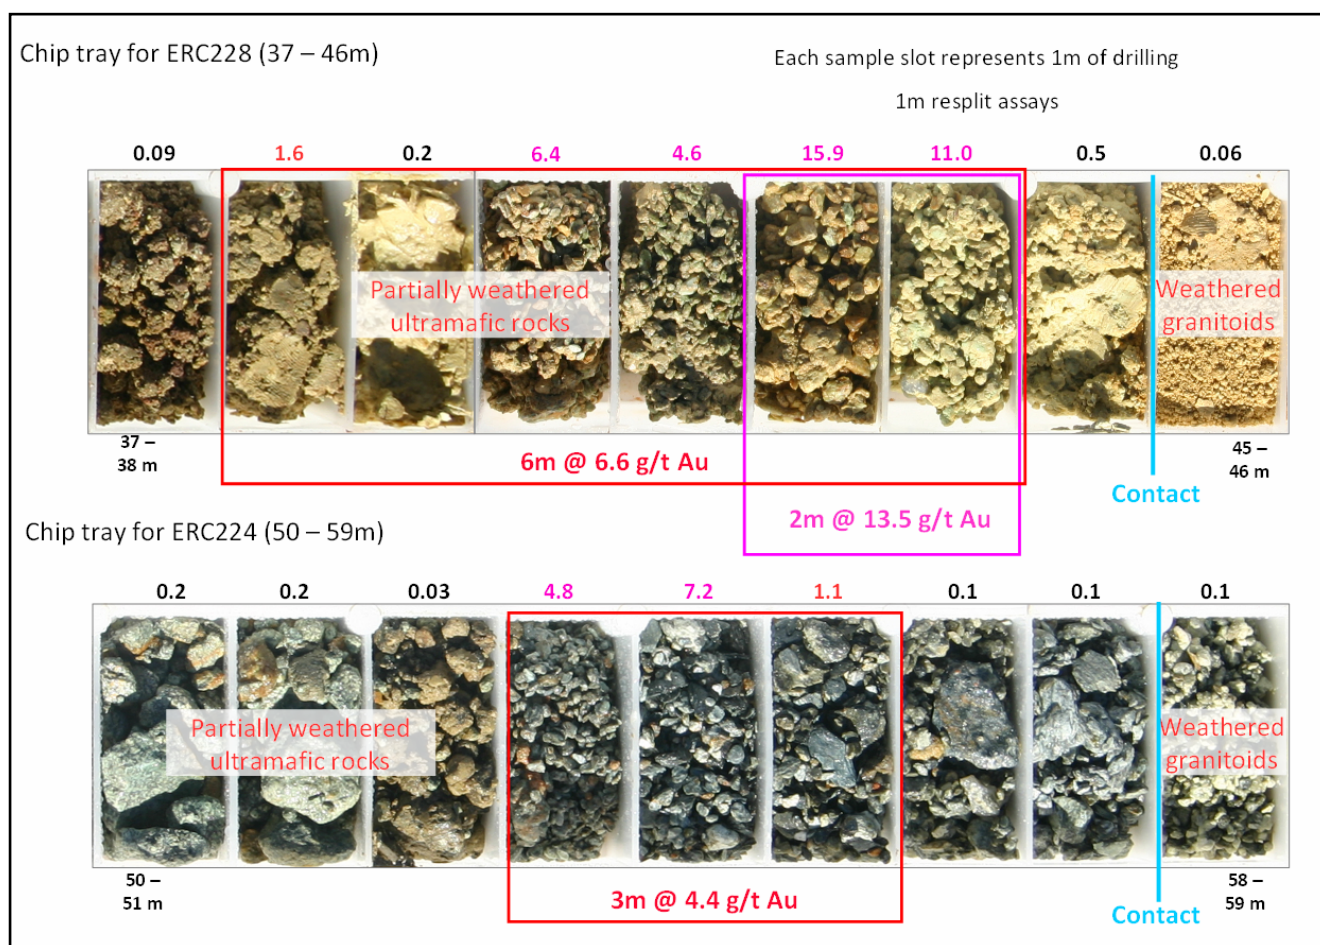 Chip tray for ERC228 (37 – 46m)
Each sample slot represents 1m of drilling
1m resplit assays
0.09 1.6 0.2 6.4 4.6 15.9 11.0 0.5 0.06
Partially weathered
ultramafic rocks
Weathered
granitoids
37 –
38 m
45 –
46 m
6m @ 6.6 g/t Au
Contact
2m @ 13.5 g/t Au
Chip tray for ERC224 (50 – 59m)
0.2 0.2 0.03 4.8 7.2 1.1 0.1 0.1 0.1
Partially weathered
ultramafic rocks
Weathered
granitoids
50 –
51 m
58 –
59 m
3m @ 4.4 g/t Au
Contact